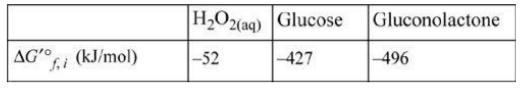 H₂O₂(aq) Glucose Gluconolactone
ΔG′°f, i (kJ/mol) –52 –427 –496